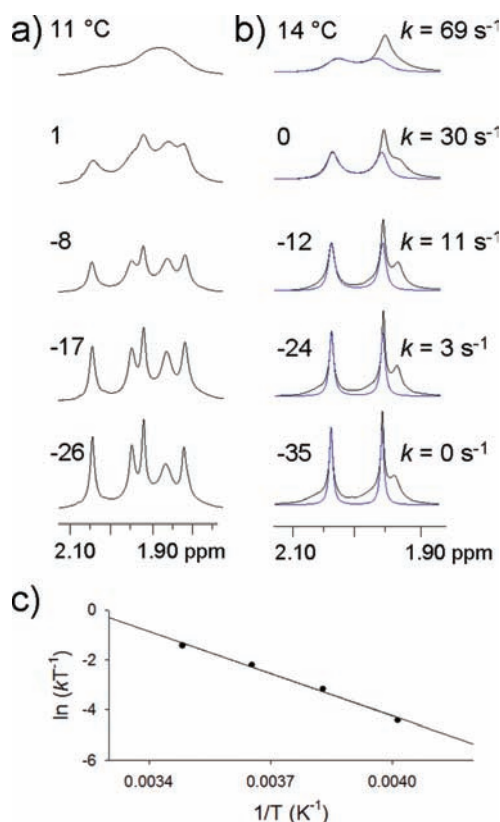 a) 11 °C
b) 14 °C k = 69 s⁻¹
1
0 k = 30 s⁻¹
-8
-12 k = 11 s⁻¹
-17
-24 k = 3 s⁻¹
-26
-35 k = 0 s⁻¹
2.10 1.90 ppm
2.10 1.90 ppm
c)
0
-2
-4
-6
ln (kT⁻¹)
0.0034 0.0037 0.0040
1/T (K⁻¹)